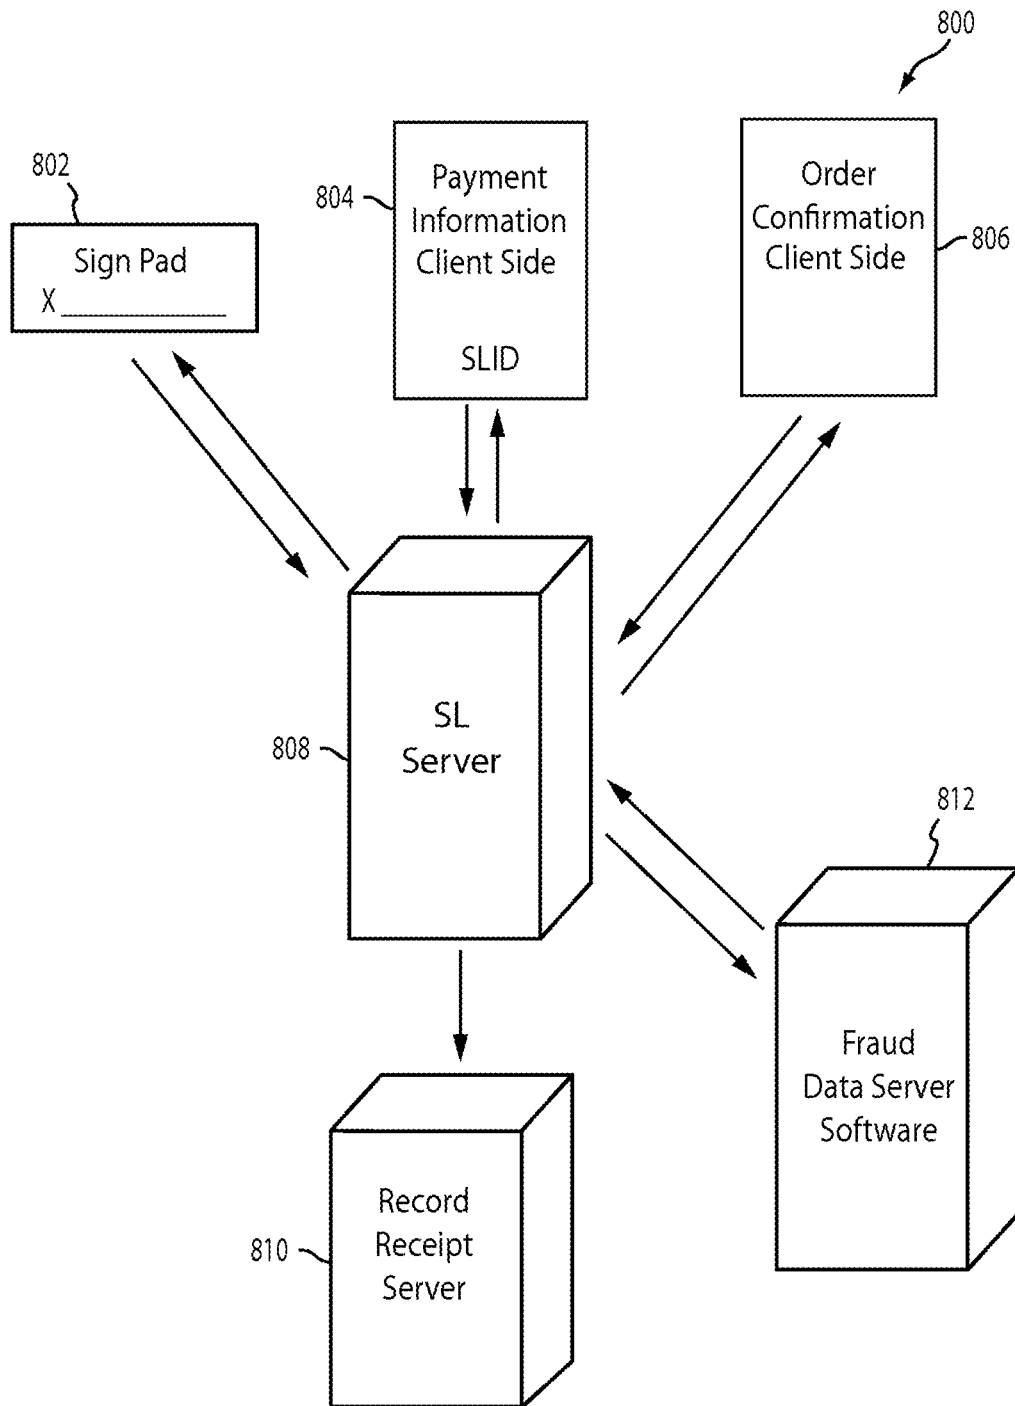 800
802
Sign Pad
X
804
Payment
Information
Client Side
SLID
Order
Confirmation
Client Side
806
808
SL
Server
812
Fraud
Data Server
Software
810
Record
Receipt
Server